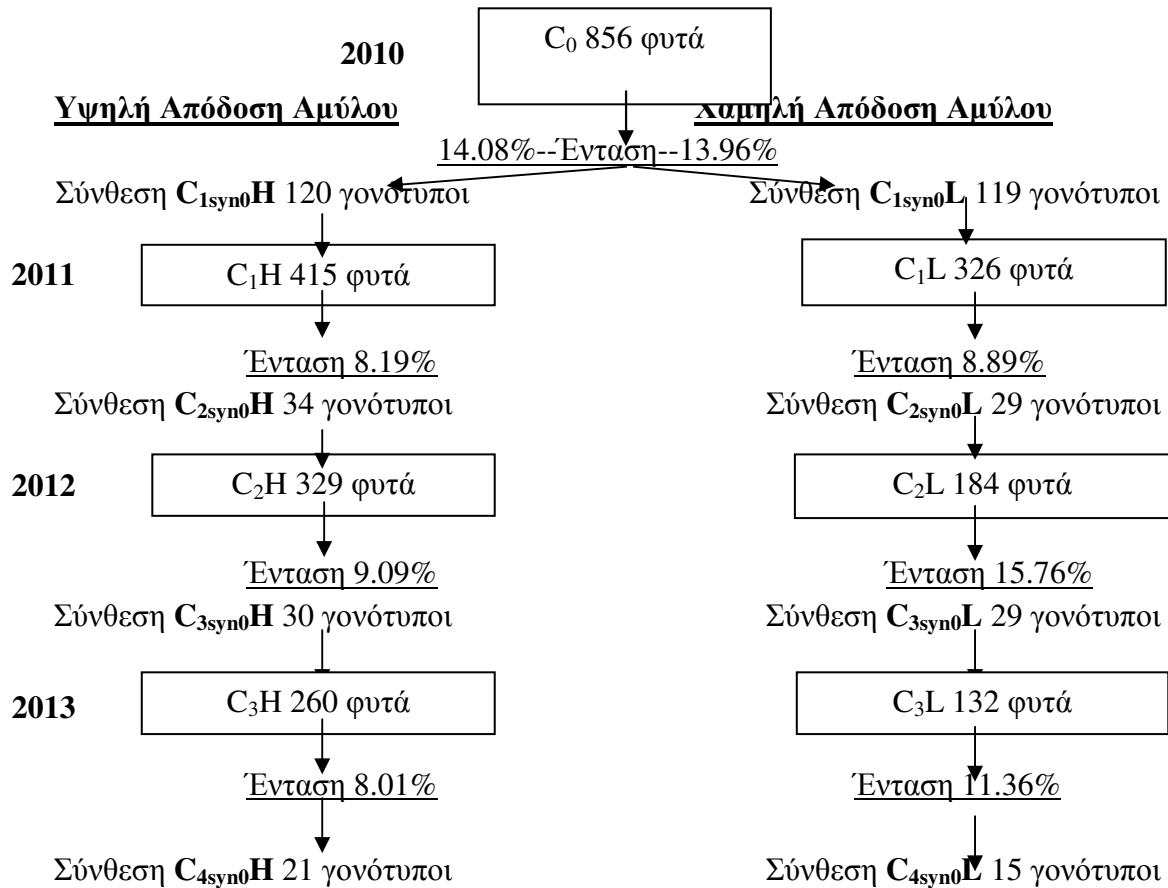 C₀ 856 φυτά
2010
Υψηλή Απόδοση Αμύλου Χαμηλή Απόδοση Αμύλου
14.08%--Ένταση--13.96%
Σύνθεση C₁syn0H 120 γονότυποι Σύνθεση C₁syn0L 119 γονότυποι
2011 C₁H 415 φυτά C₁L 326 φυτά
Ένταση 8.19% Ένταση 8.89%
Σύνθεση C₂syn0H 34 γονότυποι Σύνθεση C₂syn0L 29 γονότυποι
2012 C₂H 329 φυτά C₂L 184 φυτά
Ένταση 9.09% Ένταση 15.76%
Σύνθεση C₃syn0H 30 γονότυποι Σύνθεση C₃syn0L 29 γονότυποι
2013 C₃H 260 φυτά C₃L 132 φυτά
Ένταση 8.01% Ένταση 11.36%
Σύνθεση C₄syn0H 21 γονότυποι Σύνθεση C₄syn0L 15 γονότυποι